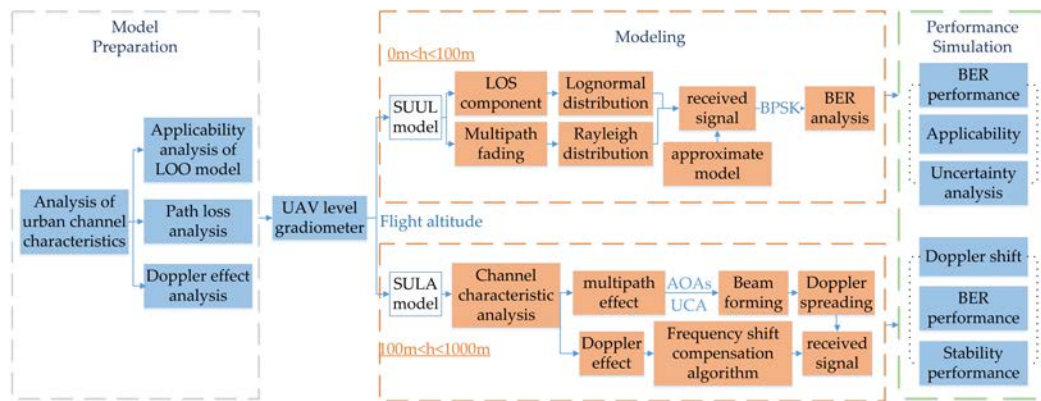 Model
Preparation
Analysis of
urban channel
characteristics
Applicability
analysis of
LOO model
Path loss
analysis
Doppler effect
analysis
UAV level
gradiometer
Flight altitude
Modeling
0m<h<100m
SUUL
model
LOS
component
Lognormal
distribution
Multipath
fading
Rayleigh
distribution
received
signal
approximate
model
BPSK
BER
analysis
SULA
model
100m<h<1000m
Channel
characteristic
analysis
multipath
effect
AOAs
UCA
Beam
forming
Doppler
spreading
Doppler
effect
Frequency shift
compensation
algorithm
received
signal
Performance
Simulation
BER
performance
Applicability
Uncertainty
analysis
Doppler shift
BER
performance
Stability
performance